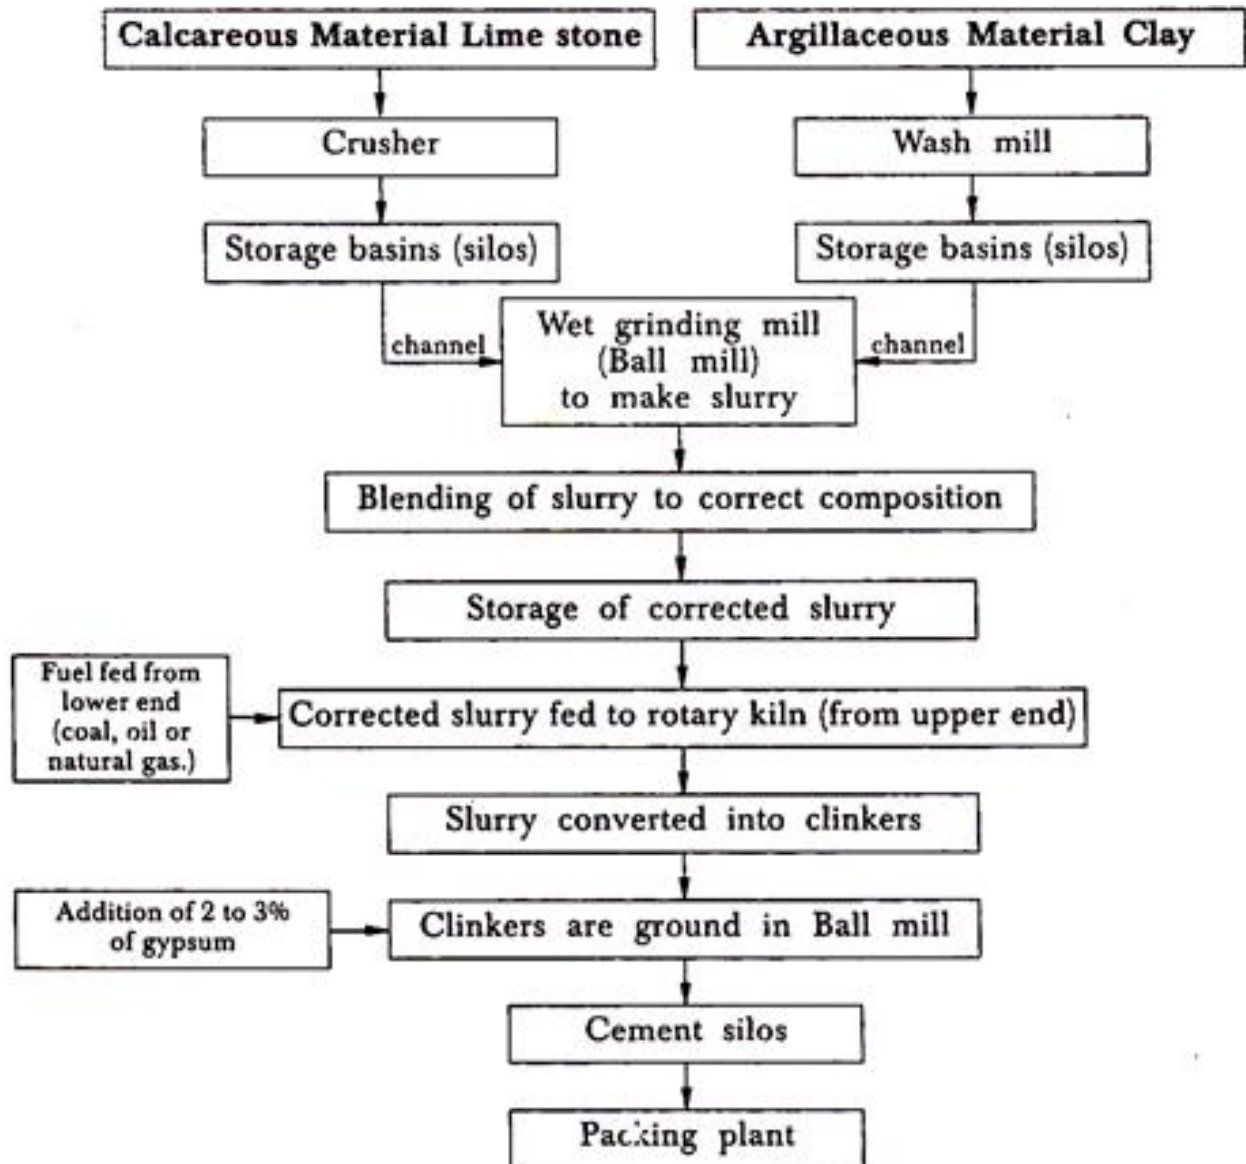 Calcareous Material Lime stone
Argillaceous Material Clay
Crusher
Wash mill
Storage basins (silos)
Storage basins (silos)
channel
Wet grinding mill
(Ball mill)
to make slurry
channel
Blending of slurry to correct composition
Storage of corrected slurry
Fuel fed from
lower end
(coal, oil or
natural gas.)
Corrected slurry fed to rotary kiln (from upper end)
Slurry converted into clinkers
Addition of 2 to 3%
of gypsum
Clinkers are ground in Ball mill
Cement silos
Packing plant